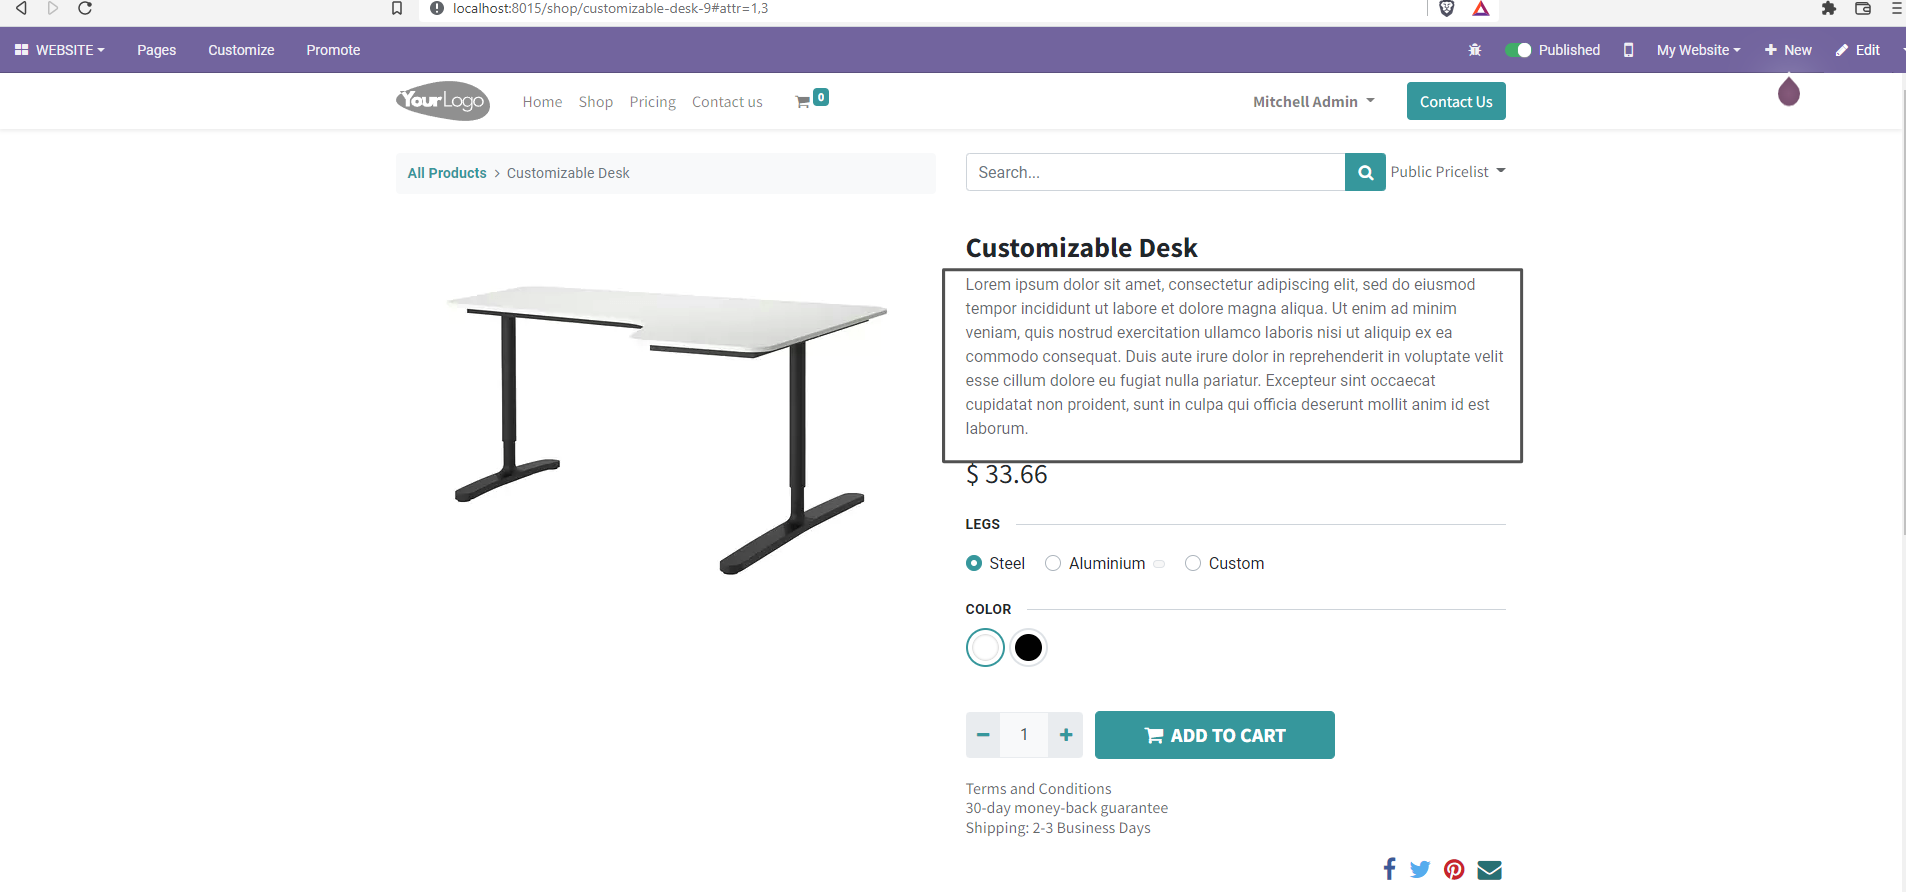 localhost:8015/shop/customizable-desk-9#attr=1,3
WEBSITE Pages Customize Promote Published My Website New Edit
YourLogo Home Shop Pricing Contact us 0 Mitchell Admin Contact Us
All Products > Customizable Desk Search... Public Pricelist
Customizable Desk
Lorem ipsum dolor sit amet, consectetur adipiscing elit, sed do eiusmod
tempor incididunt ut labore et dolore magna aliqua. Ut enim ad minim
veniam, quis nostrud exercitation ullamco laboris nisi ut aliquip ex ea
commodo consequat. Duis aute irure dolor in reprehenderit in voluptate velit
esse cillum dolore eu fugiat nulla pariatur. Excepteur sint occaecat
cupidatat non proident, sunt in culpa qui officia deserunt mollit anim id est
laborum.
$ 33.66
LEGS
Steel Aluminium Custom
COLOR
1 ADD TO CART
Terms and Conditions
30-day money-back guarantee
Shipping: 2-3 Business Days